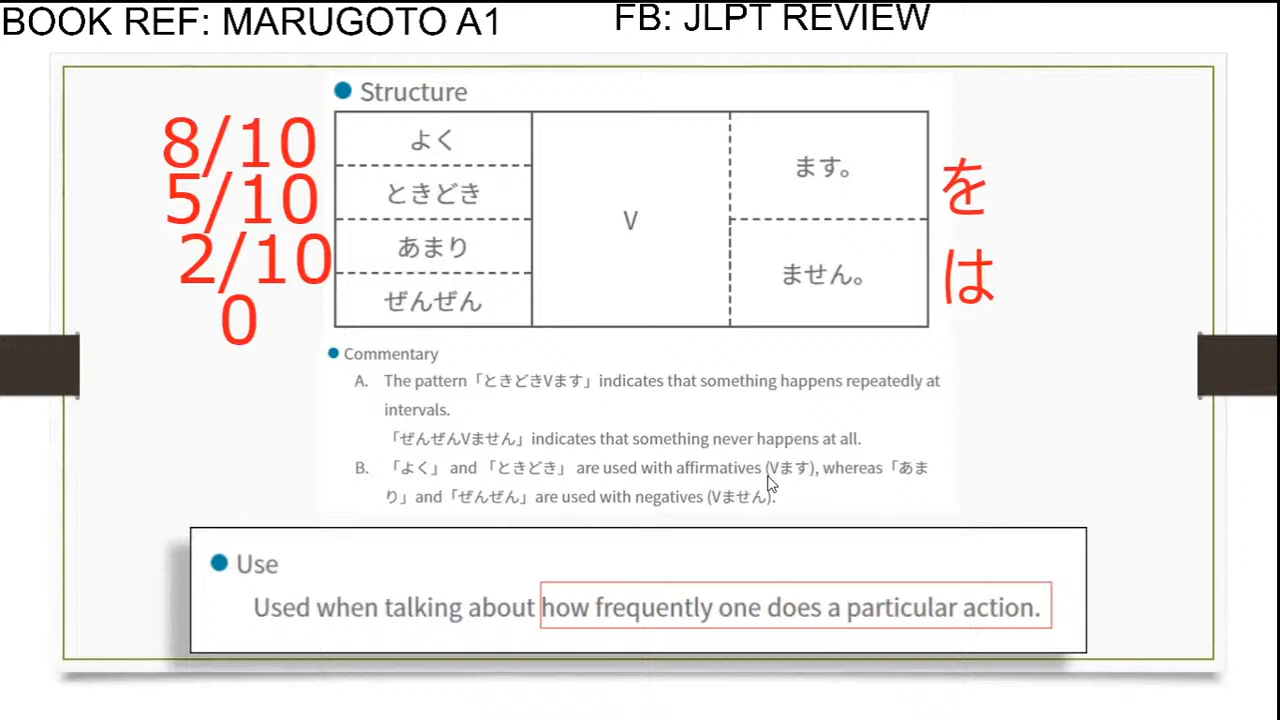 BOOK REF: MARUGOTO A1
FB: JLPT REVIEW
Structure
8/10
よく
5/10
ときどき
2/10
あまり
0
ぜんぜん
V
ます。
ません。
を
は
Commentary
A. The pattern「ときどきVます」indicates that something happens repeatedly at
intervals.
「ぜんぜんVません」indicates that something never happens at all.
B. 「よく」 and 「ときどき」 are used with affirmatives (Vます), whereas「あま
り」and「ぜんぜん」are used with negatives (Vません).
Use
Used when talking about how frequently one does a particular action.